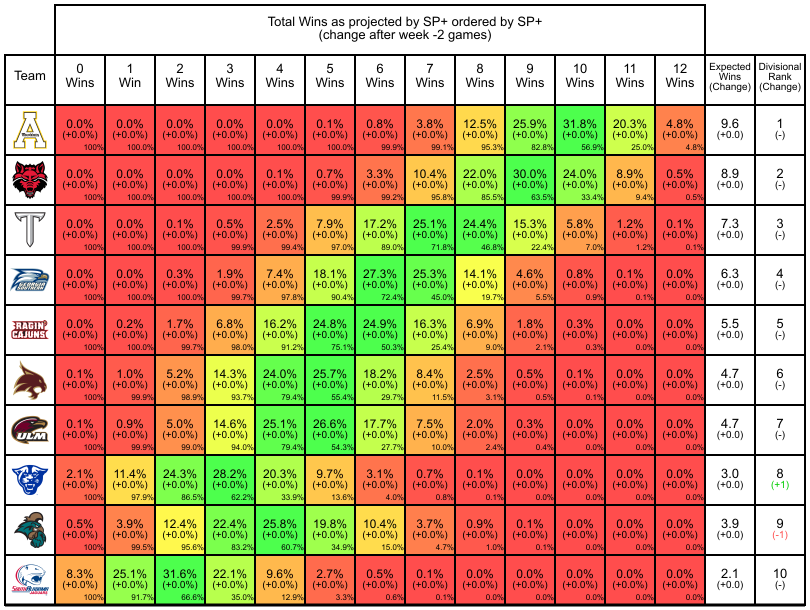 Total Wins as projected by SP+ ordered by SP+
(change after week -2 games)
Team 0 Wins 1 Win 2 Wins 3 Wins 4 Wins 5 Wins 6 Wins 7 Wins 8 Wins 9 Wins 10 Wins 11 Wins 12 Wins Expected Wins (Change) Divisional Rank (Change)
A 0.0% 0.0% 0.0% 0.0% 0.0% 0.1% 0.8% 3.8% 12.5% 25.9% 31.8% 20.3% 4.8% 9.6 1
(+0.0%) (+0.0%) (+0.0%) (+0.0%) (+0.0%) (+0.0%) (+0.0%) (+0.0%) (+0.0%) (+0.0%) (+0.0%) (+0.0%) (+0.0%) (+0.0) (-)
100% 100.0% 100.0% 100.0% 100.0% 100.0% 99.9% 99.1% 95.3% 82.8% 56.9% 25.0% 4.8%
0.0% 0.0% 0.0% 0.0% 0.1% 0.7% 3.3% 10.4% 22.0% 30.0% 24.0% 8.9% 0.5% 8.9 2
(+0.0%) (+0.0%) (+0.0%) (+0.0%) (+0.0%) (+0.0%) (+0.0%) (+0.0%) (+0.0%) (+0.0%) (+0.0%) (+0.0%) (+0.0%) (+0.0) (-)
100% 100.0% 100.0% 100.0% 100.0% 99.9% 99.2% 95.8% 85.5% 63.5% 33.4% 9.4% 0.5%
T 0.0% 0.0% 0.1% 0.5% 2.5% 7.9% 17.2% 25.1% 24.4% 15.3% 5.8% 1.2% 0.1% 7.3 3
(+0.0%) (+0.0%) (+0.0%) (+0.0%) (+0.0%) (+0.0%) (+0.0%) (+0.0%) (+0.0%) (+0.0%) (+0.0%) (+0.0%) (+0.0%) (+0.0) (-)
100% 100.0% 100.0% 99.9% 99.4% 97.0% 89.0% 71.8% 46.8% 22.4% 7.0% 1.2% 0.1%
GEORGIA SOUTHERN 0.0% 0.0% 0.3% 1.9% 7.4% 18.1% 27.3% 25.3% 14.1% 4.6% 0.8% 0.1% 0.0% 6.3 4
(+0.0%) (+0.0%) (+0.0%) (+0.0%) (+0.0%) (+0.0%) (+0.0%) (+0.0%) (+0.0%) (+0.0%) (+0.0%) (+0.0%) (+0.0%) (+0.0) (-)
100% 100.0% 100.0% 99.7% 97.8% 90.4% 72.4% 45.0% 19.7% 5.5% 0.9% 0.1% 0.0%
RAGIN' CAJUNS 0.0% 0.2% 1.7% 6.8% 16.2% 24.8% 24.9% 16.3% 6.9% 1.8% 0.3% 0.0% 0.0% 5.5 5
(+0.0%) (+0.0%) (+0.0%) (+0.0%) (+0.0%) (+0.0%) (+0.0%) (+0.0%) (+0.0%) (+0.0%) (+0.0%) (+0.0%) (+0.0%) (+0.0) (-)
100% 100.0% 99.7% 98.0% 91.2% 75.1% 50.3% 25.4% 9.0% 2.1% 0.3% 0.0% 0.0%
0.1% 1.0% 5.2% 14.3% 24.0% 25.7% 18.2% 8.4% 2.5% 0.5% 0.1% 0.0% 0.0% 4.7 6
(+0.0%) (+0.0%) (+0.0%) (+0.0%) (+0.0%) (+0.0%) (+0.0%) (+0.0%) (+0.0%) (+0.0%) (+0.0%) (+0.0%) (+0.0%) (+0.0) (-)
100% 99.9% 98.9% 93.7% 79.4% 55.4% 29.7% 11.5% 3.1% 0.5% 0.1% 0.0% 0.0%
ULM 0.1% 0.9% 5.0% 14.6% 25.1% 26.6% 17.7% 7.5% 2.0% 0.3% 0.0% 0.0% 0.0% 4.7 7
(+0.0%) (+0.0%) (+0.0%) (+0.0%) (+0.0%) (+0.0%) (+0.0%) (+0.0%) (+0.0%) (+0.0%) (+0.0%) (+0.0%) (+0.0%) (+0.0) (-)
100% 99.9% 99.0% 94.0% 79.4% 54.3% 27.7% 10.0% 2.4% 0.4% 0.0% 0.0% 0.0%
2.1% 11.4% 24.3% 28.2% 20.3% 9.7% 3.1% 0.7% 0.1% 0.0% 0.0% 0.0% 0.0% 3.0 8
(+0.0%) (+0.0%) (+0.0%) (+0.0%) (+0.0%) (+0.0%) (+0.0%) (+0.0%) (+0.0%) (+0.0%) (+0.0%) (+0.0%) (+0.0%) (+0.0) (+1)
100% 97.9% 86.5% 62.2% 33.9% 13.6% 4.0% 0.8% 0.1% 0.0% 0.0% 0.0% 0.0%
0.5% 3.9% 12.4% 22.4% 25.8% 19.8% 10.4% 3.7% 0.9% 0.1% 0.0% 0.0% 0.0% 3.9 9
(+0.0%) (+0.0%) (+0.0%) (+0.0%) (+0.0%) (+0.0%) (+0.0%) (+0.0%) (+0.0%) (+0.0%) (+0.0%) (+0.0%) (+0.0%) (+0.0) (-1)
100% 99.5% 95.6% 83.2% 60.7% 34.9% 15.0% 4.7% 1.0% 0.1% 0.0% 0.0% 0.0%
8.3% 25.1% 31.6% 22.1% 9.6% 2.7% 0.5% 0.1% 0.0% 0.0% 0.0% 0.0% 0.0% 2.1 10
(+0.0%) (+0.0%) (+0.0%) (+0.0%) (+0.0%) (+0.0%) (+0.0%) (+0.0%) (+0.0%) (+0.0%) (+0.0%) (+0.0%) (+0.0%) (+0.0) (-)
100% 91.7% 66.6% 35.0% 12.9% 3.3% 0.6% 0.1% 0.0% 0.0% 0.0% 0.0% 0.0%